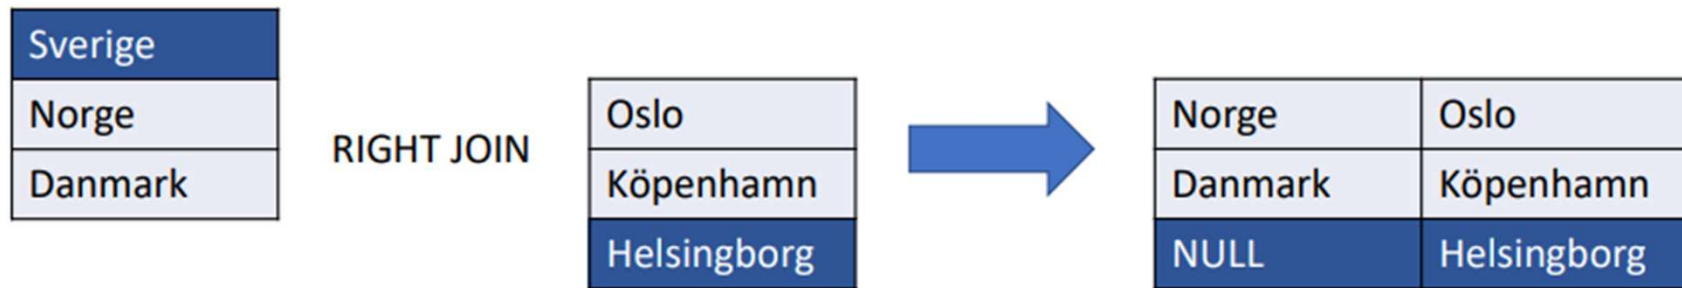 Sverige
Norge
Danmark
RIGHT JOIN
Oslo
Köpenhamn
Helsingborg
Norge Oslo
Danmark Köpenhamn
NULL Helsingborg